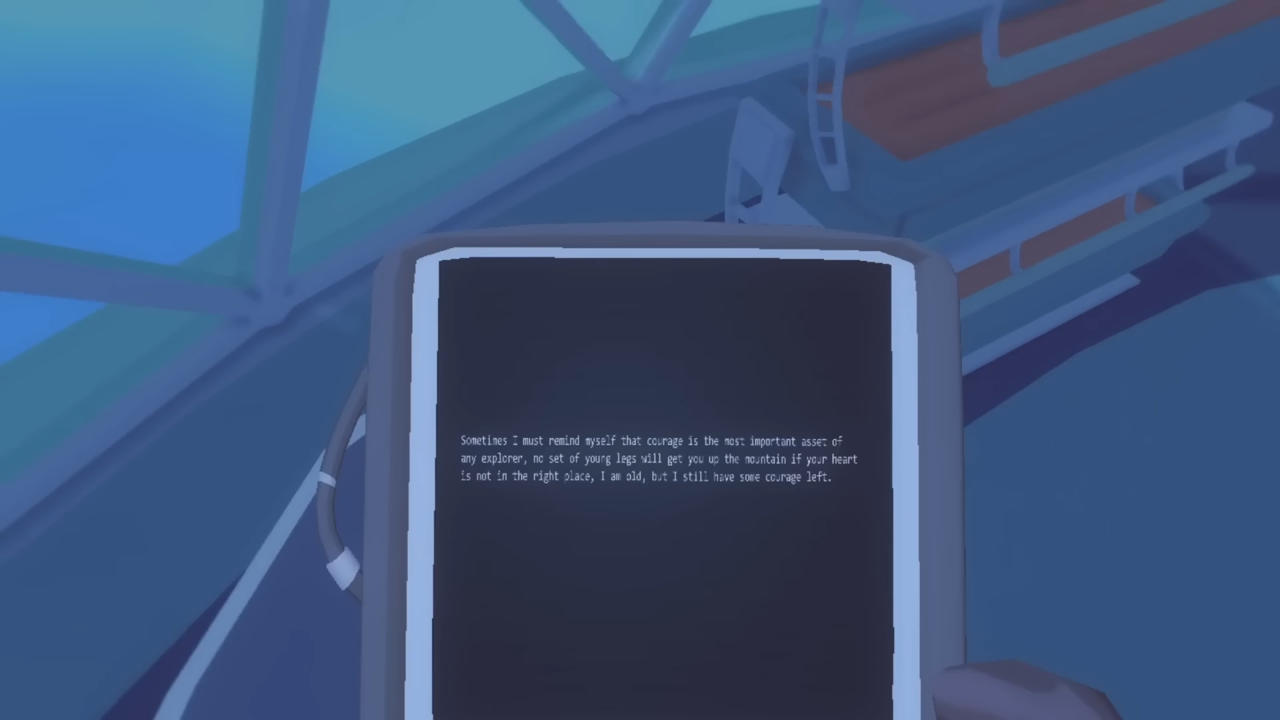 Sometimes I must remind myself that courage is the most important asset of
any explorer, no set of young legs will get you up the mountain if your heart
is not in the right place, I am old, but I still have some courage left.